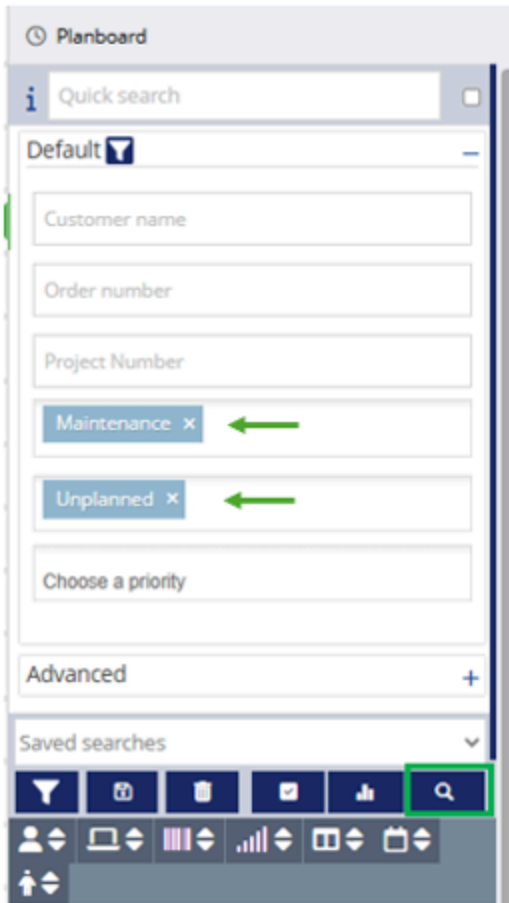 Planboard
i Quick search
Default
Customer name
Order number
Project Number
Maintenance ×
Unplanned ×
Choose a priority
Advanced
Saved searches